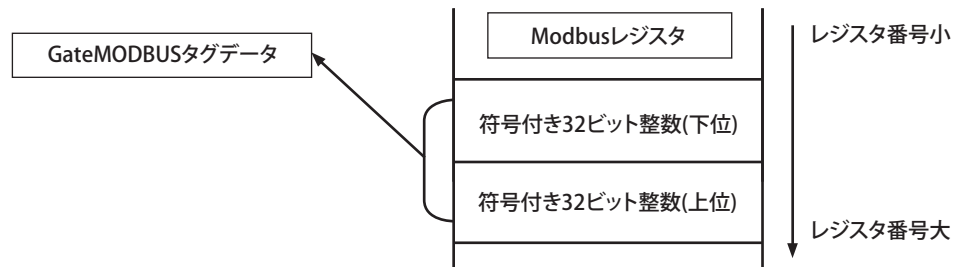 Modbusレジスタ
レジスタ番号小
GateMODBUSタグデータ
符号付き32ビット整数(下位)
符号付き32ビット整数(上位)
レジスタ番号大